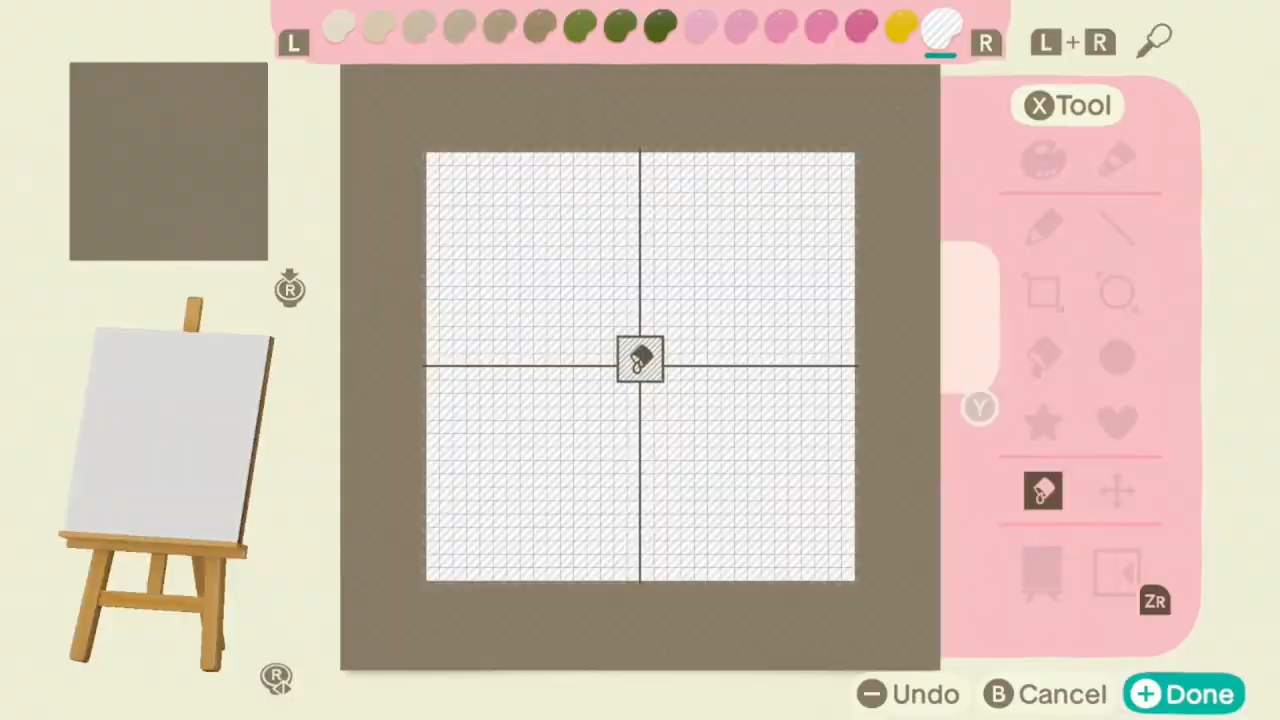 L
R
L + R
X Tool
R
Y
ZR
R
− Undo
B Cancel
+ Done